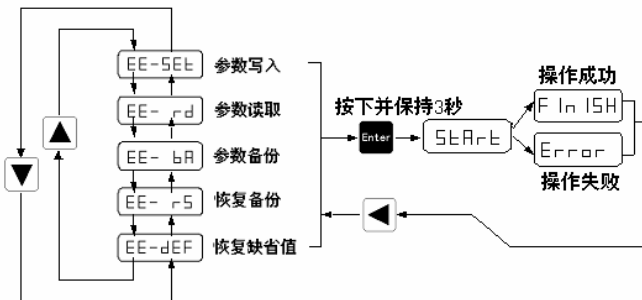 EE-SEt 参数写入
EE- rd 参数读取
EE- bA 参数备份
EE- rS 恢复备份
EE-dEF 恢复缺省值
按下并保持3秒
Enter
StArt
操作成功
FInISH
Error
操作失败